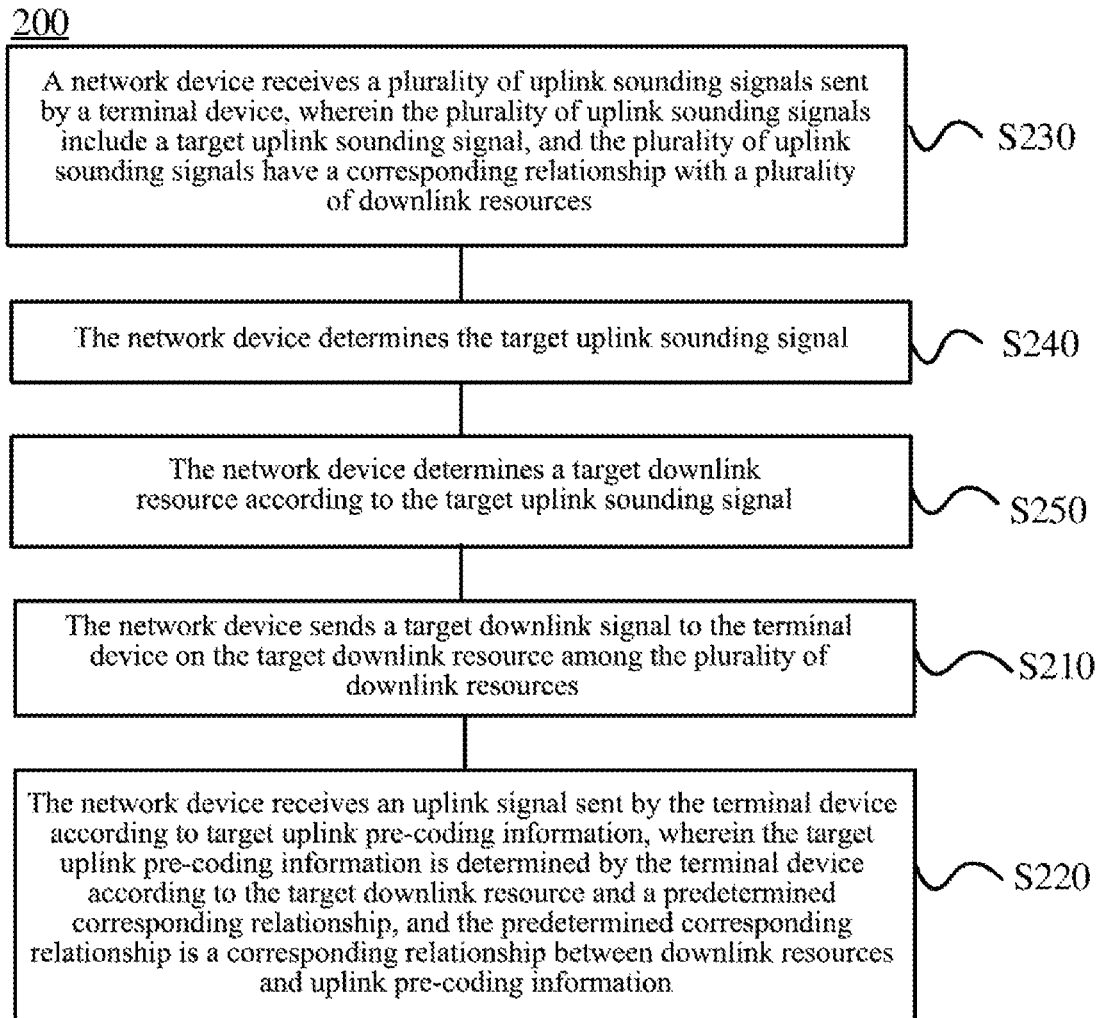 200
A network device receives a plurality of uplink sounding signals sent
by a terminal device, wherein the plurality of uplink sounding signals
include a target uplink sounding signal, and the plurality of uplink
sounding signals have a corresponding relationship with a plurality
of downlink resources
S230
The network device determines the target uplink sounding signal
S240
The network device determines a target downlink
resource according to the target uplink sounding signal
S250
The network device sends a target downlink signal to the terminal
device on the target downlink resource among the plurality of
downlink resources
S210
The network device receives an uplink signal sent by the terminal device
according to target uplink pre-coding information, wherein the target
uplink pre-coding information is determined by the terminal device
according to the target downlink resource and a predetermined
corresponding relationship, and the predetermined corresponding
relationship is a corresponding relationship between downlink resources
and uplink pre-coding information
S220